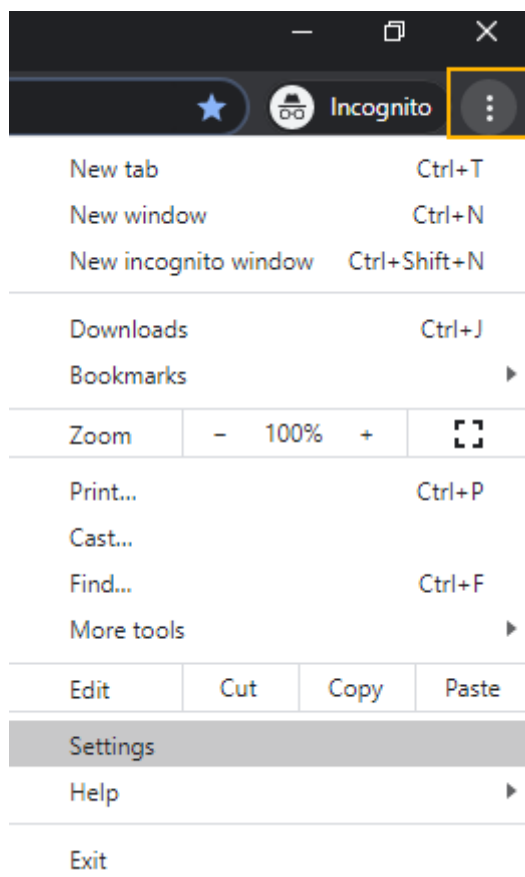 Incognito
New tab Ctrl+T
New window Ctrl+N
New incognito window Ctrl+Shift+N
Downloads Ctrl+J
Bookmarks
Zoom - 100% +
Print... Ctrl+P
Cast...
Find... Ctrl+F
More tools
Edit Cut Copy Paste
Settings
Help
Exit